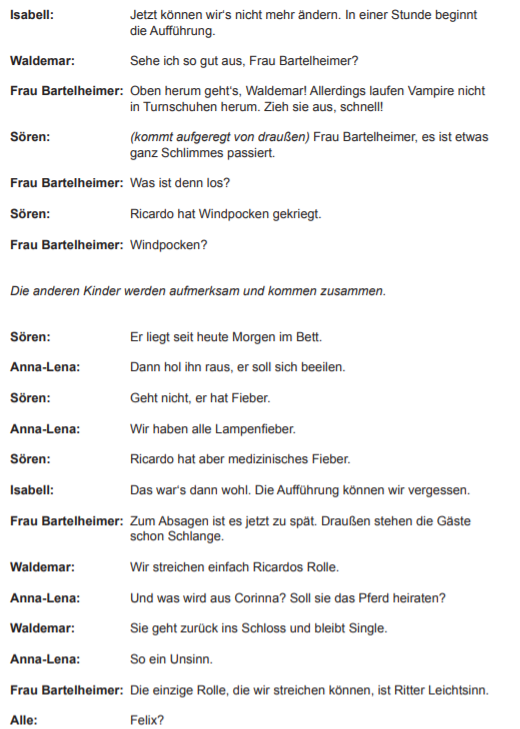 Isabell: Jetzt können wir‘s nicht mehr ändern. In einer Stunde beginnt
die Aufführung.
Waldemar: Sehe ich so gut aus, Frau Bartelheimer?
Frau Bartelheimer: Oben herum geht‘s, Waldemar! Allerdings laufen Vampire nicht
in Turnschuhen herum. Zieh sie aus, schnell!
Sören: (kommt aufgeregt von draußen) Frau Bartelheimer, es ist etwas
ganz Schlimmes passiert.
Frau Bartelheimer: Was ist denn los?
Sören: Ricardo hat Windpocken gekriegt.
Frau Bartelheimer: Windpocken?
Die anderen Kinder werden aufmerksam und kommen zusammen.
Sören: Er liegt seit heute Morgen im Bett.
Anna-Lena: Dann hol ihn raus, er soll sich beeilen.
Sören: Geht nicht, er hat Fieber.
Anna-Lena: Wir haben alle Lampenfieber.
Sören: Ricardo hat aber medizinisches Fieber.
Isabell: Das war‘s dann wohl. Die Aufführung können wir vergessen.
Frau Bartelheimer: Zum Absagen ist es jetzt zu spät. Draußen stehen die Gäste
schon Schlange.
Waldemar: Wir streichen einfach Ricardos Rolle.
Anna-Lena: Und was wird aus Corinna? Soll sie das Pferd heiraten?
Waldemar: Sie geht zurück ins Schloss und bleibt Single.
Anna-Lena: So ein Unsinn.
Frau Bartelheimer: Die einzige Rolle, die wir streichen können, ist Ritter Leichtsinn.
Alle: Felix?